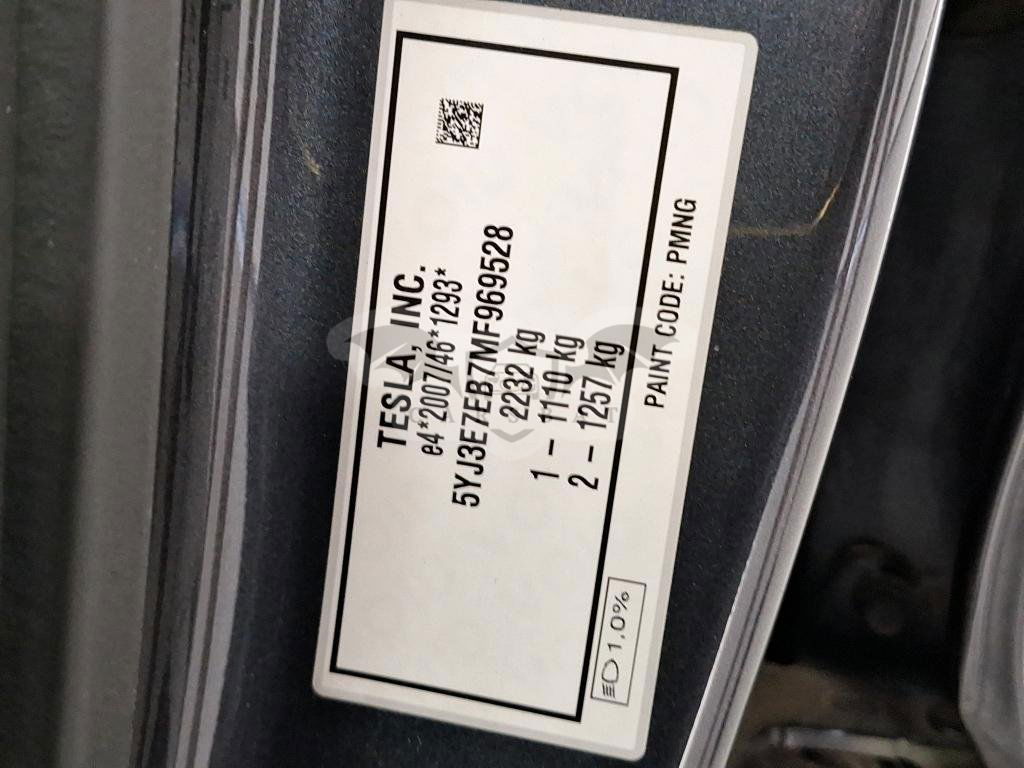 TESLA, INC.
e4*2007/46*1293*
5YJ3E7EB7MF969528
2232 kg
1 – 1110 kg
2 – 1257 kg
1.0%
PAINT CODE: PMNG